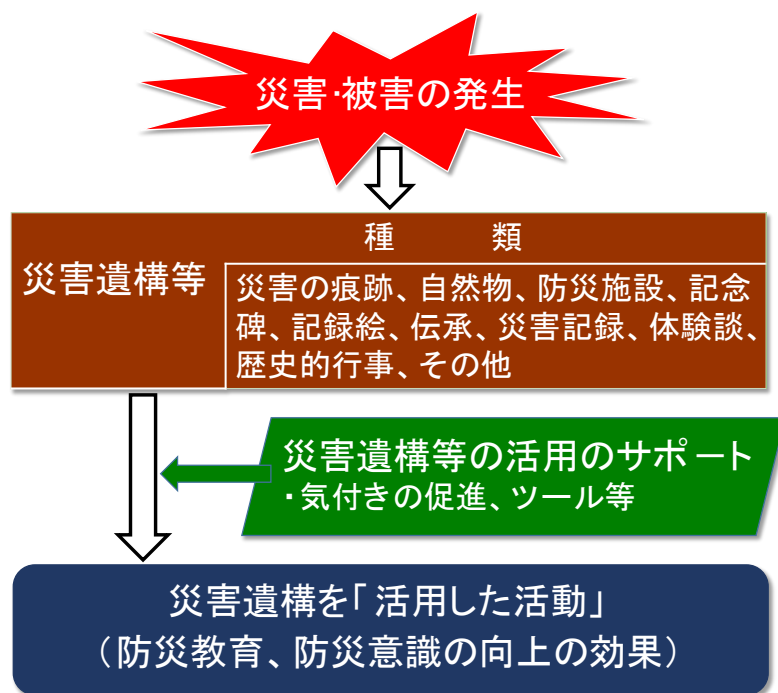 災害・被害の発生
種　類
災害遺構等
災害の痕跡、自然物、防災施設、記念
碑、記録絵、伝承、災害記録、体験談、
歴史的行事、その他
災害遺構等の活用のサポート
・気付きの促進、ツール等
災害遺構を「活用した活動」
（防災教育、防災意識の向上の効果）